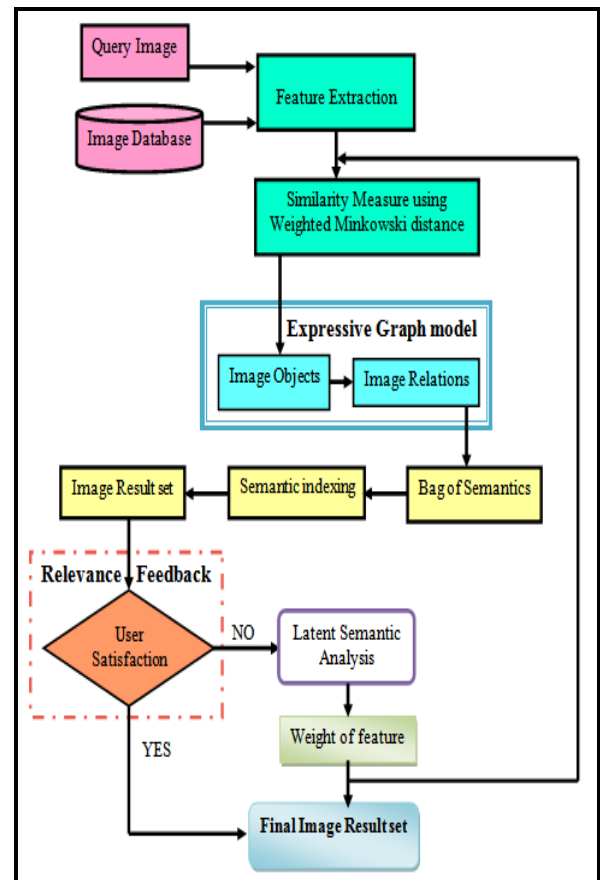 Query Image
Feature Extraction
Image Database
Similarity Measure using
Weighted Minkowski distance
Expressive Graph model
Image Objects
Image Relations
Image Result set
Semantic indexing
Bag of Semantics
Relevance Feedback
User
Satisfaction
NO
Latent Semantic
Analysis
YES
Weight of feature
Final Image Result set